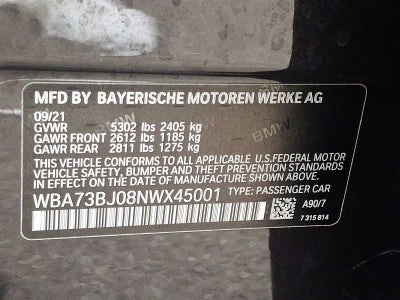 MFD BY BAYERISCHE MOTOREN WERKE AG
09/21
GVWR 5302 lbs 2405 kg
GAWR FRONT 2612 lbs 1185 kg
GAWR REAR 2811 lbs 1275 kg
THIS VEHICLE CONFORMS TO ALL APPLICABLE U.S.FEDERAL MOTOR
VEHICLE SAFETY, BUMPER AND THEFT PREVENTION STANDARDS
IN EFFECT ON THE DATE OF MANUFACTURE SHOWN ABOVE.
WBA73BJ08NWX45001 TYPE: PASSENGER CAR
A90/7
7 315 814
BMW
BMW